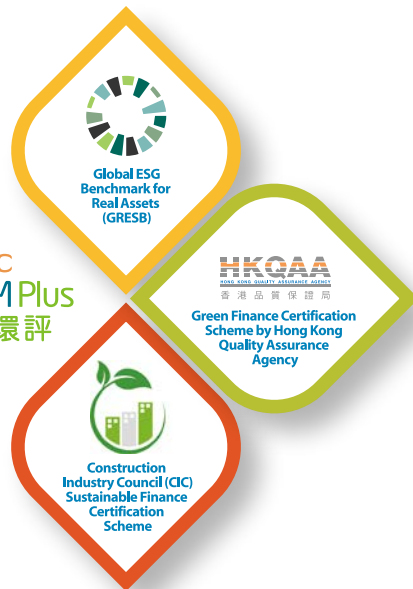 Global ESG
Benchmark for
Real Assets
(GRESB)
C
M Plus
環評
HKQAA
HONG KONG QUALITY ASSURANCE AGENCY
香港品質保證局
Green Finance Certification
Scheme by Hong Kong
Quality Assurance
Agency
Construction
Industry Council (CIC)
Sustainable Finance
Certification
Scheme